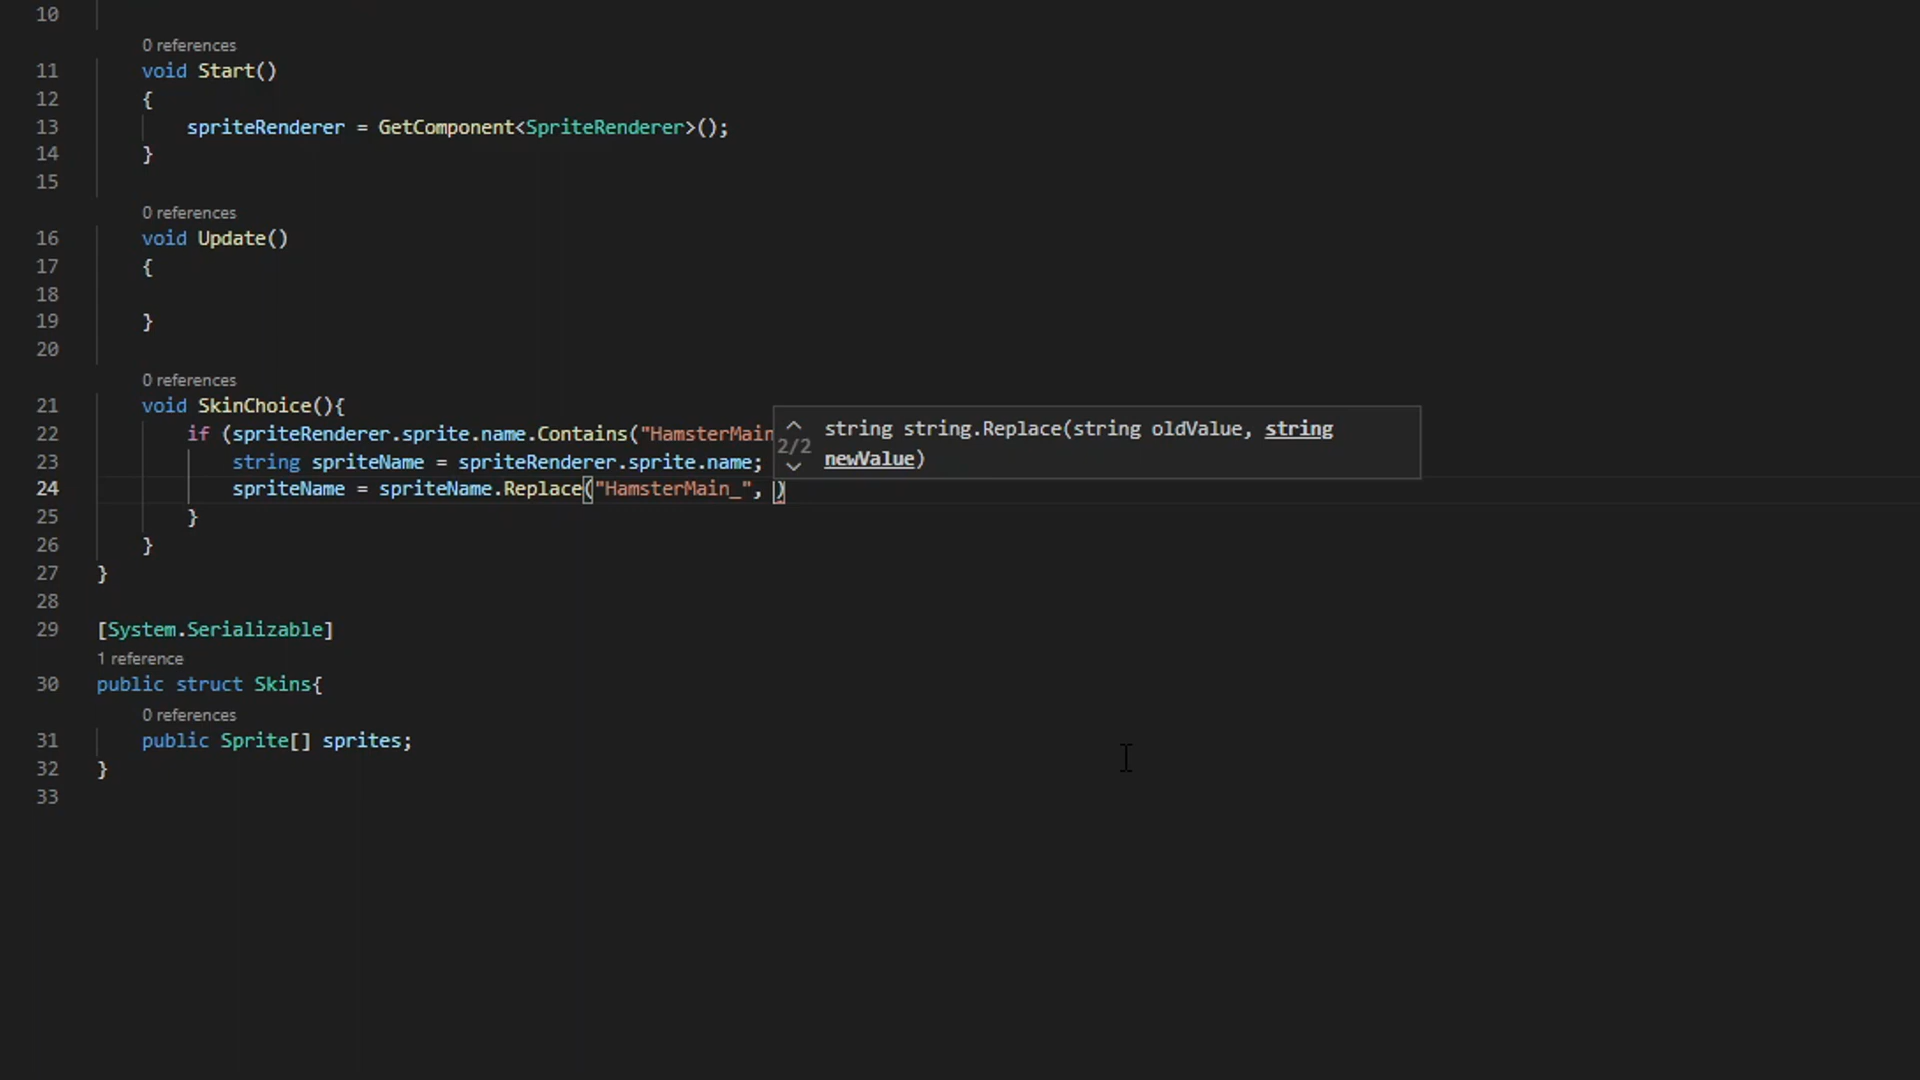 10
0 references
11 void Start()
12 {
13 spriteRenderer = GetComponent<SpriteRenderer>();
14 }
15
0 references
16 void Update()
17 {
18
19 }
20
0 references
21 void SkinChoice(){
22 if (spriteRenderer.sprite.name.Contains("HamsterMain
string string.Replace(string oldValue, string
2/2
newValue)
23 string spriteName = spriteRenderer.sprite.name;
24 spriteName = spriteName.Replace("HamsterMain_", )
25 }
26 }
27 }
28
29 [System.Serializable]
1 reference
30 public struct Skins{
0 references
31 public Sprite[] sprites;
32 }
33